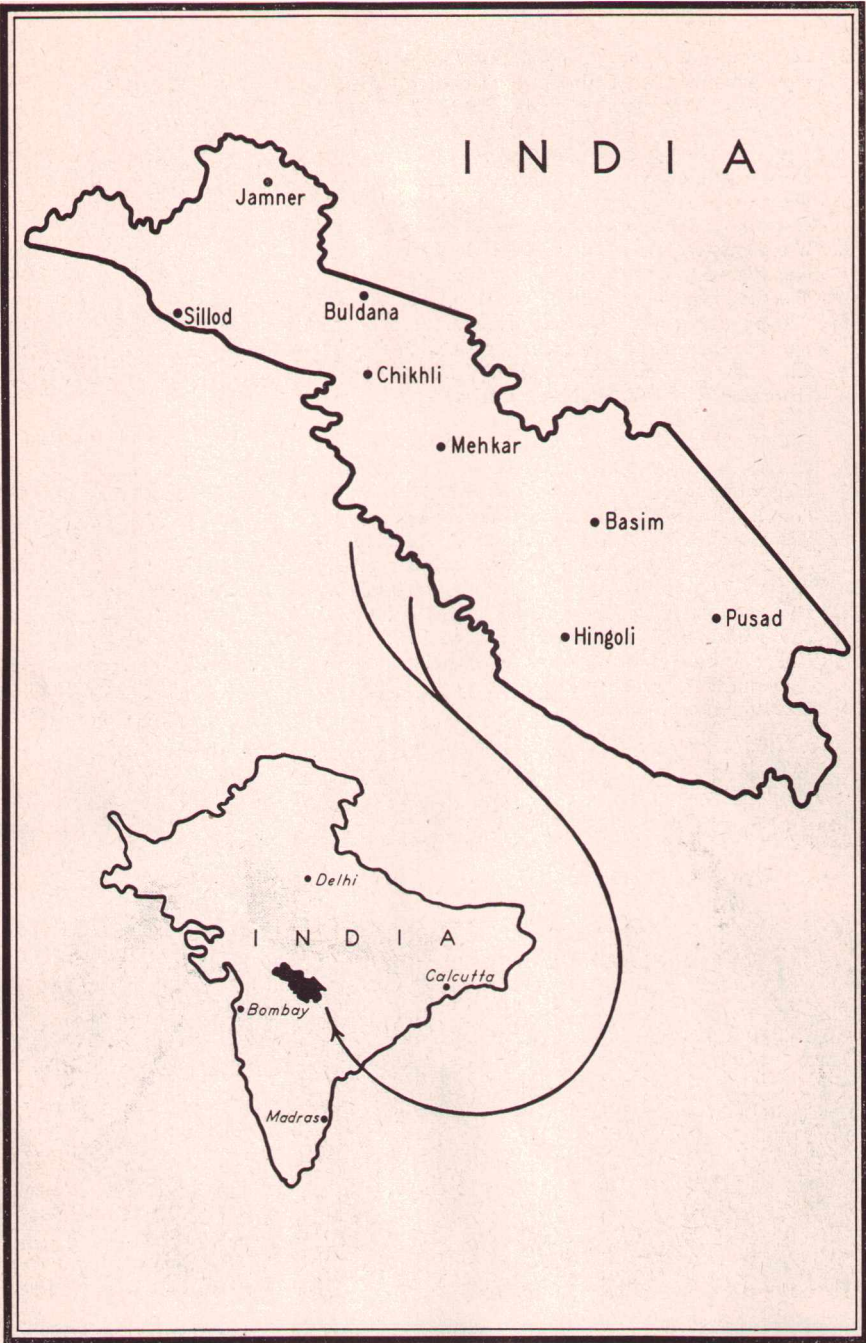 INDIA
Jamner
Buldana
Sillod
Chikhli
Mehkar
Basim
Pusad
Hingoli
Delhi
INDIA
Calcutta
Bombay
Madras